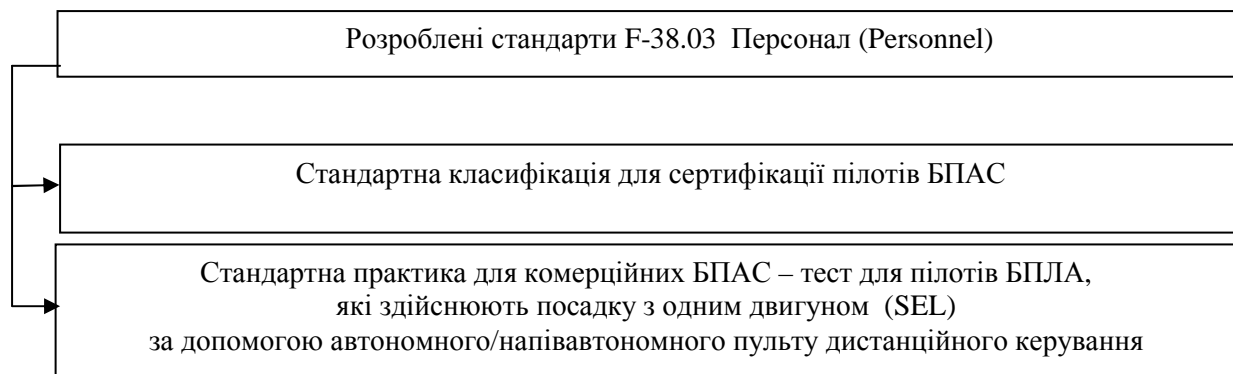 Розроблені стандарти F-38.03 Персонал (Personnel)
Стандартна класифікація для сертифікації пілотів БПАС
Стандартна практика для комерційних БПАС – тест для пілотів БПЛА,
які здійснюють посадку з одним двигуном (SEL)
за допомогою автономного/напівавтономного пульту дистанційного керування